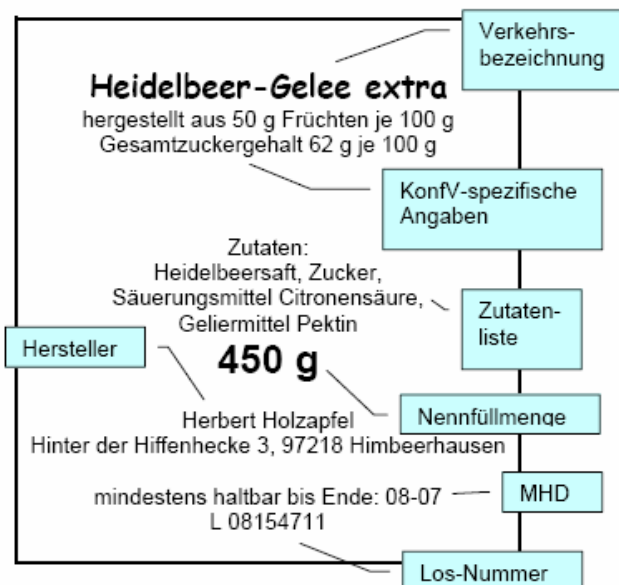 Verkehrs-
bezeichnung
Heidelbeer-Gelee extra
hergestellt aus 50 g Früchten je 100 g
Gesamtzuckergehalt 62 g je 100 g
KonfV-spezifische
Angaben
Zutaten:
Heidelbeersaft, Zucker,
Säuerungsmittel Citronensäure,
Geliermittel Pektin
Zutaten-
liste
Hersteller
450 g
Nennfüllmenge
Herbert Holzapfel
Hinter der Hiffenhecke 3, 97218 Himbeerhausen
mindestens haltbar bis Ende: 08-07
MHD
L 08154711
Los-Nummer